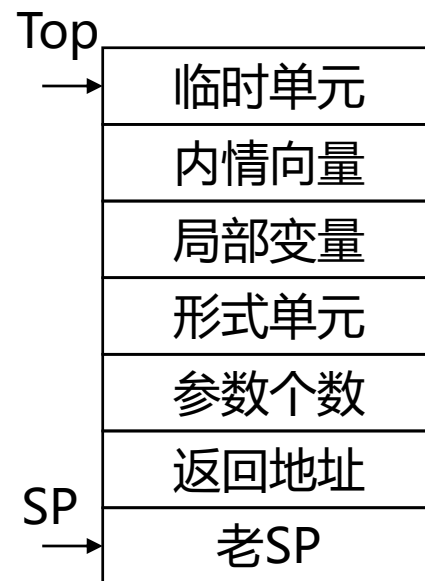 Top
临时单元
内情向量
局部变量
形式单元
参数个数
返回地址
SP
老SP